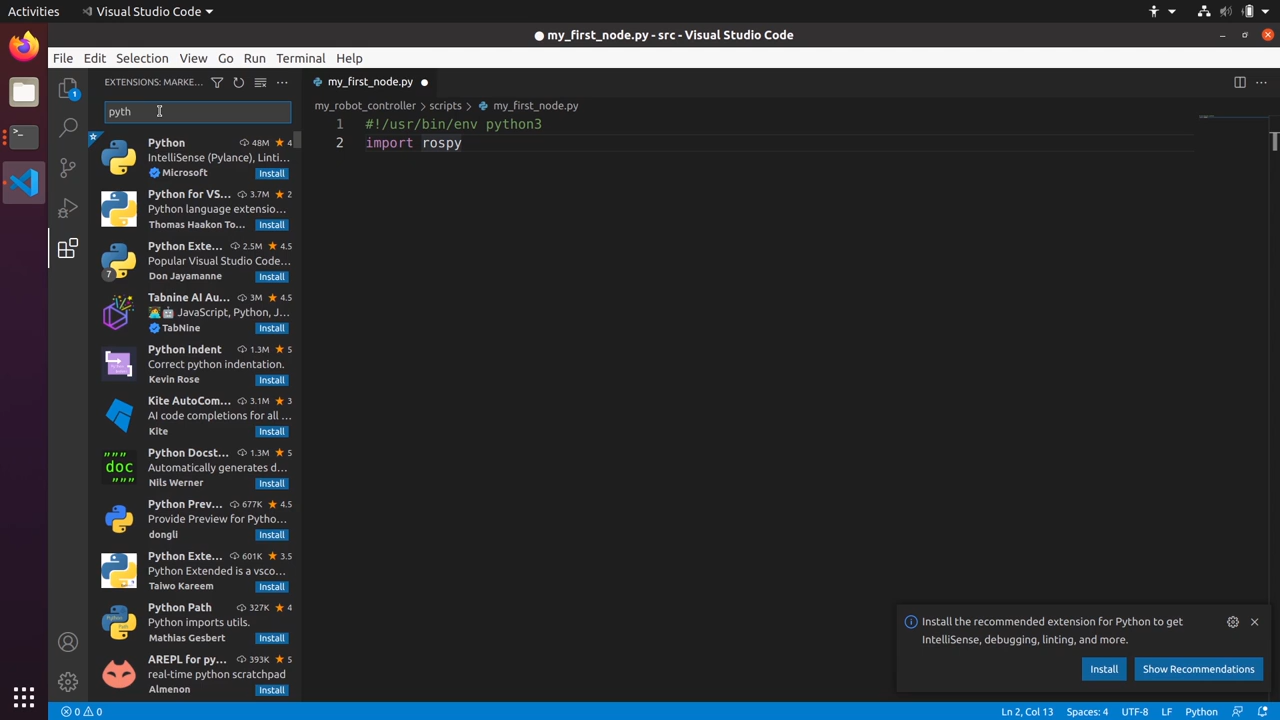 Activities
Visual Studio Code
my_first_node.py - src - Visual Studio Code
File Edit Selection View Go Run Terminal Help
EXTENSIONS: MARKE...
my_first_node.py
1
pyth
my_robot_controller
scripts
my_first_node.py
1 #!/usr/bin/env python3
2 import rospy
Python 48M 4
IntelliSense (Pylance), Linti...
Microsoft Install
Python for VS... 3.7M 2
Python language extensio...
Thomas Haakon To... Install
Python Exte... 2.5M 4.5
Popular Visual Studio Code...
7
Don Jayamanne Install
Tabnine AI Au... 3M 4.5
JavaScript, Python, J...
TabNine Install
Python Indent 1.3M 5
Correct python indentation.
Kevin Rose Install
Kite AutoCom... 3.1M 3
AI code completions for all ...
Kite Install
Python Docst... 1.3M 5
""" doc """
Automatically generates d...
Nils Werner Install
Python Prev... 677K 4.5
Provide Preview for Pytho...
dongli Install
Python Exte... 601K 3.5
Python Extended is a vsco...
Taiwo Kareem Install
Python Path 327K 4
Python imports utils.
Mathias Gesbert Install
AREPL for py... 393K 5
real-time python scratchpad
Almenon Install
Install the recommended extension for Python to get
IntelliSense, debugging, linting, and more.
Install Show Recommendations
0 0
Ln 2, Col 13 Spaces: 4 UTF-8 LF Python